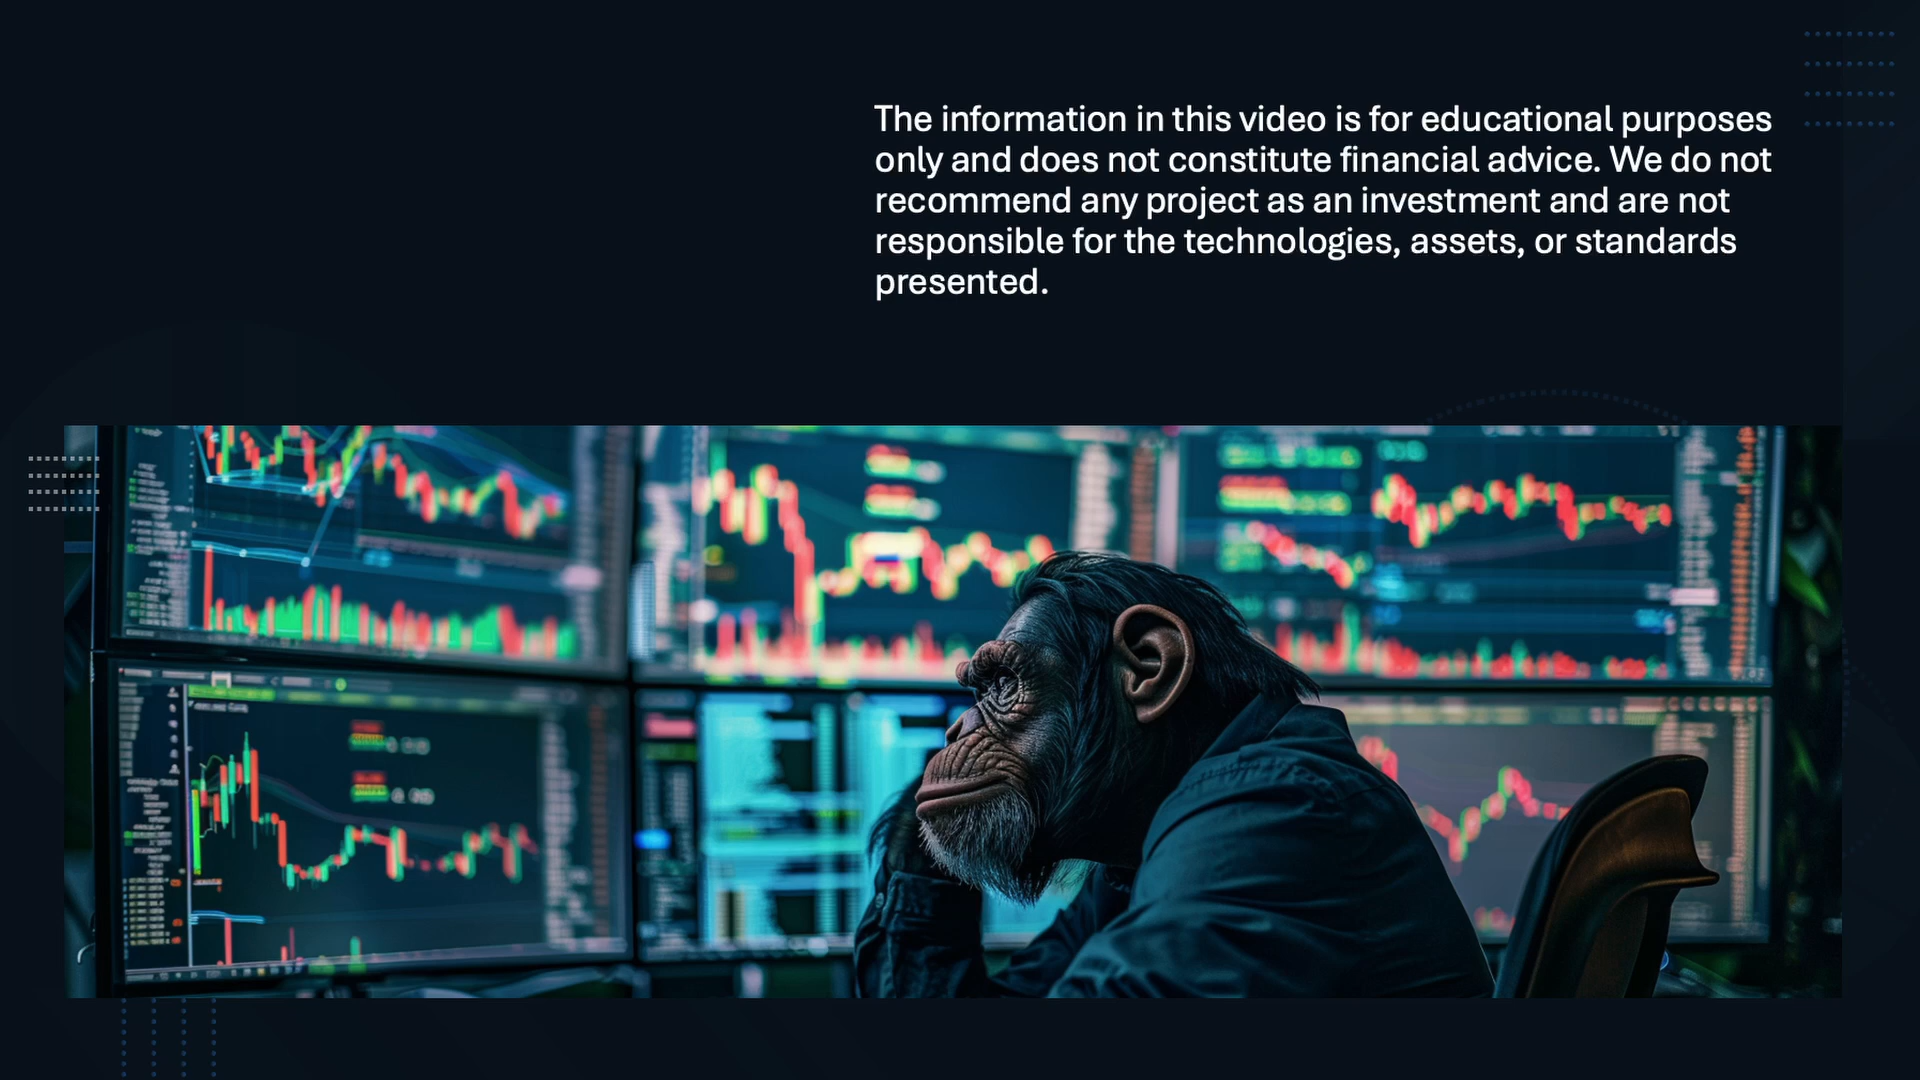 The information in this video is for educational purposes
only and does not constitute financial advice. We do not
recommend any project as an investment and are not
responsible for the technologies, assets, or standards
presented.